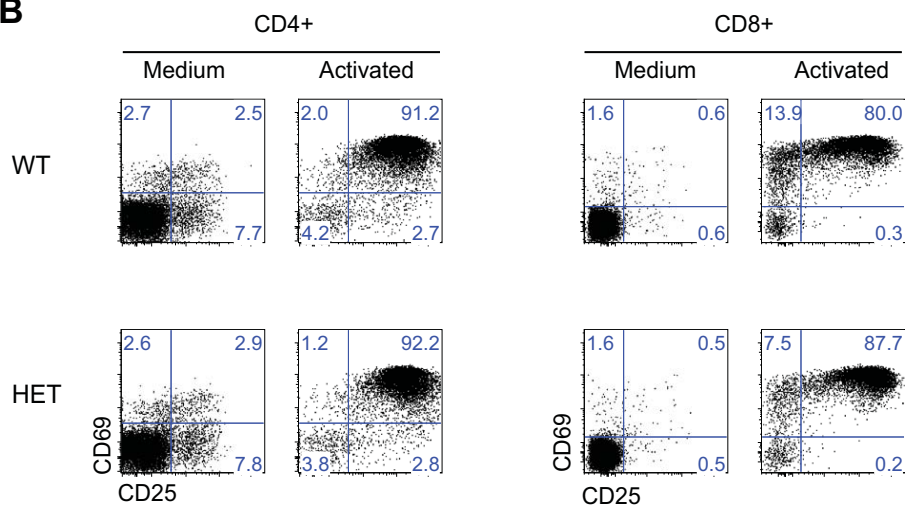 B
CD4+ CD8+
Medium Activated Medium Activated
WT
2.7 2.5 2.0 91.2 1.6 0.6 13.9 80.0
7.7 4.2 2.7 0.6 0.3
HET
2.6 2.9 1.2 92.2 1.6 0.5 7.5 87.7
7.8 3.8 2.8 0.5 0.2
CD69 CD69
CD25 CD25